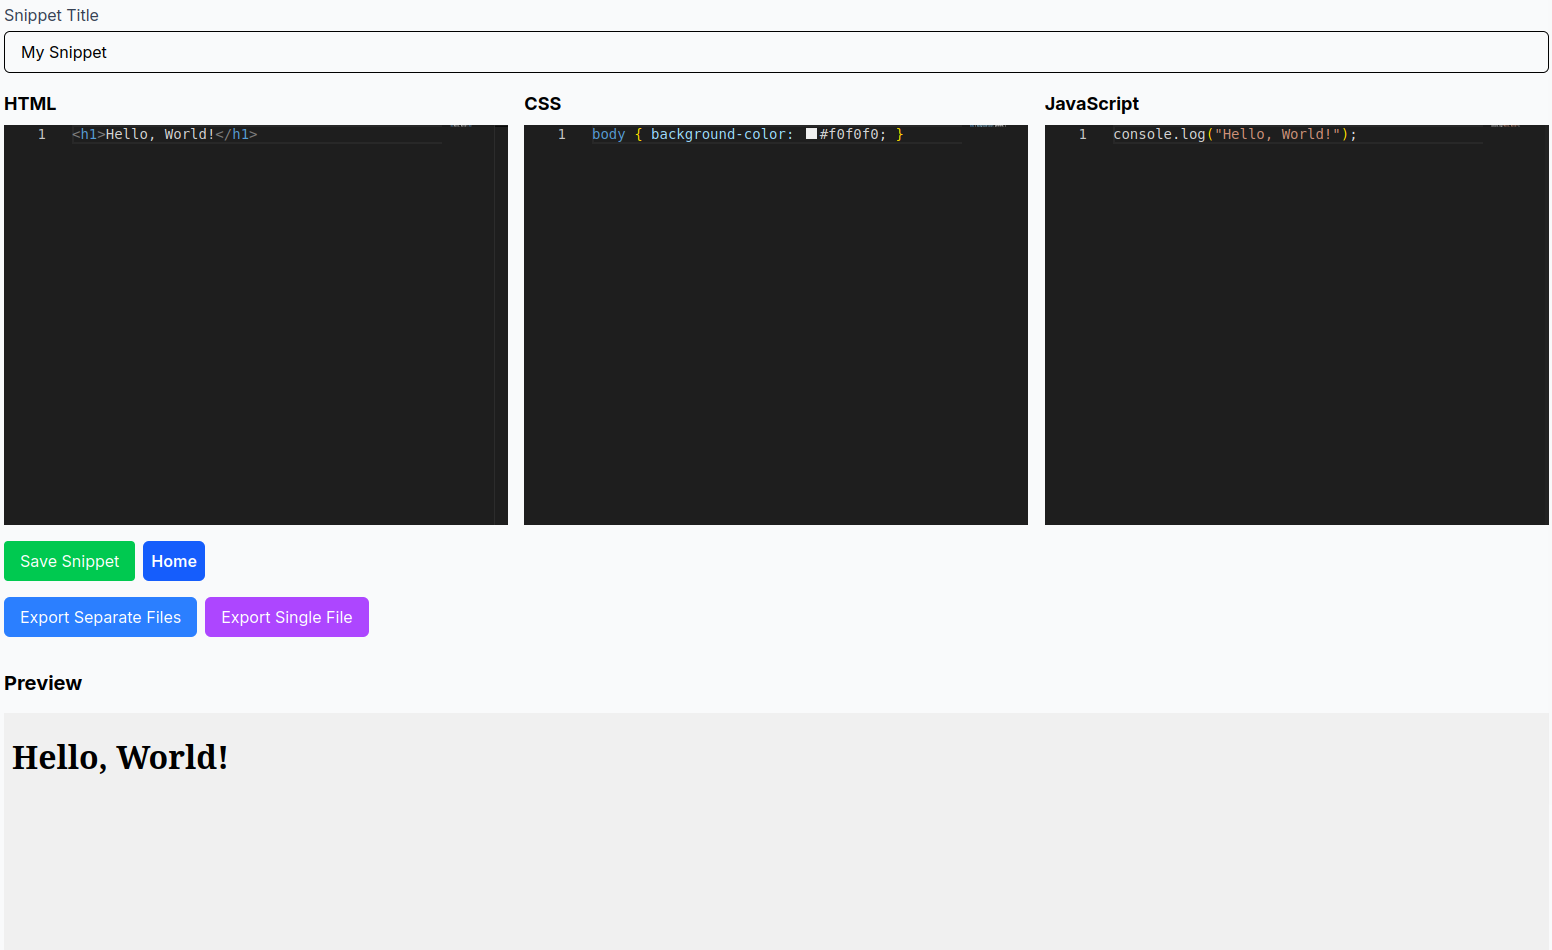 Snippet Title
My Snippet
HTML
CSS
JavaScript
1 <h1>Hello, World!</h1>
1 body { background-color: #f0f0f0; }
1 console.log("Hello, World!");
Save Snippet
Home
Export Separate Files
Export Single File
Preview
Hello, World!